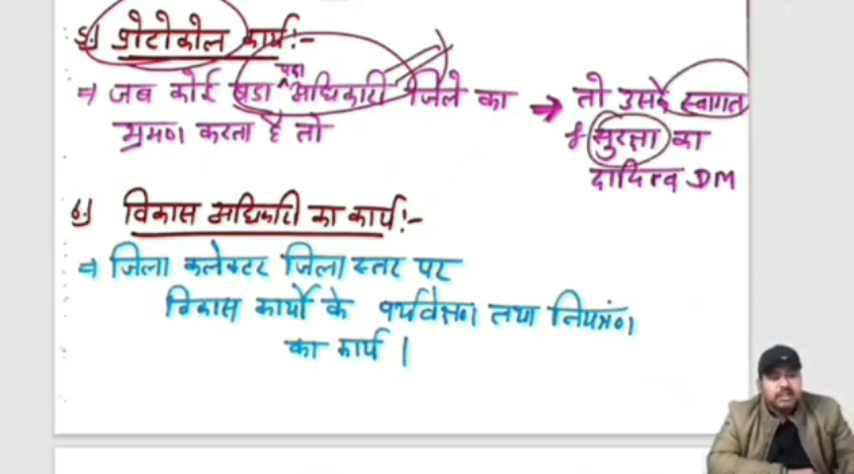 5.) प्रोटोकोल कार्य:-
⇒ जब कोई बडा अधिकारी जिले का → तो उसके स्वागत
भ्रमण करता है तो & सुरक्षा का
दायित्व DM
6.) विकास अधिकारी का कार्य:-
⇒ जिला कलेक्टर जिला स्तर पर
विकास कार्यो के पर्यवेक्षण तथा नियंत्रण
का कार्य |